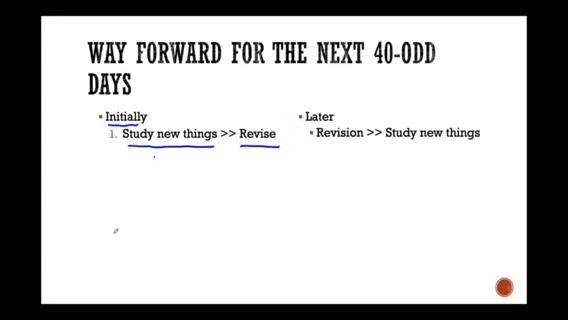 WAY FORWARD FOR THE NEXT 40-ODD
DAYS
Initially
1. Study new things >> Revise
Later
Revision >> Study new things